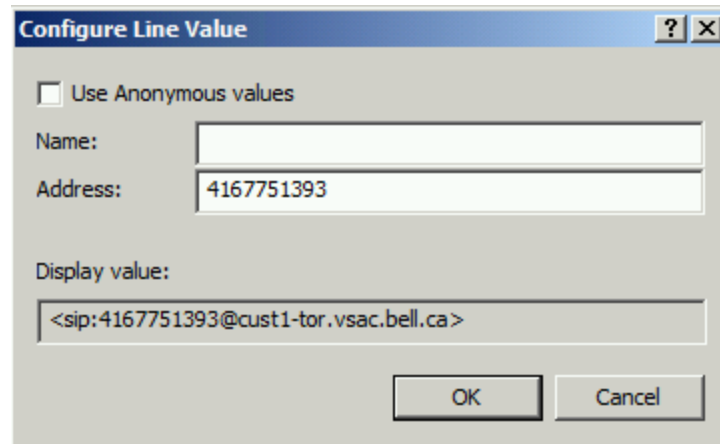 Configure Line Value
Use Anonymous values
Name:
Address: 4167751393
Display value:
<sip:4167751393@cust1-tor.vsac.bell.ca>
OK Cancel